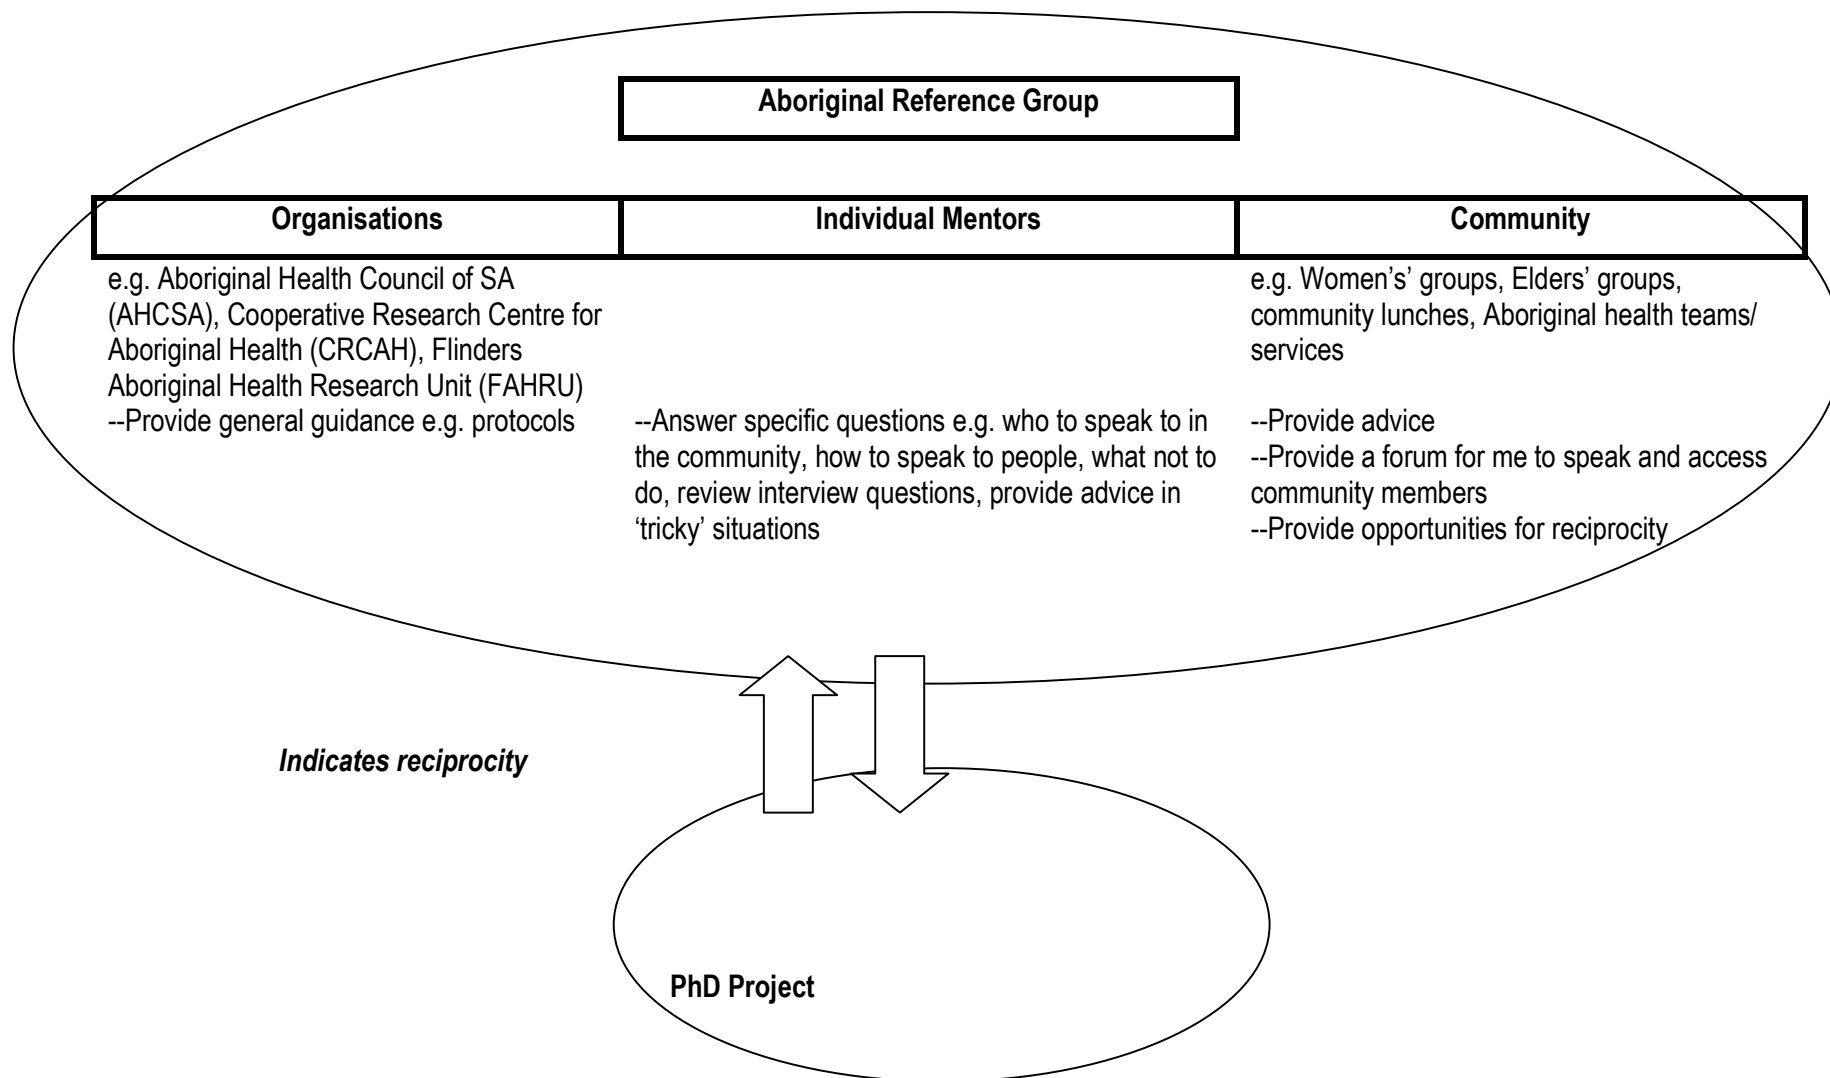 Aboriginal Reference Group
Organisations
Individual Mentors
Community
e.g. Aboriginal Health Council of SA
(AHCSA), Cooperative Research Centre for
Aboriginal Health (CRCAH), Flinders
Aboriginal Health Research Unit (FAHRU)
--Provide general guidance e.g. protocols
--Answer specific questions e.g. who to speak to in
the community, how to speak to people, what not to
do, review interview questions, provide advice in
‘tricky’ situations
e.g. Women’s’ groups, Elders’ groups,
community lunches, Aboriginal health teams/
services
--Provide advice
--Provide a forum for me to speak and access
community members
--Provide opportunities for reciprocity
Indicates reciprocity
PhD Project